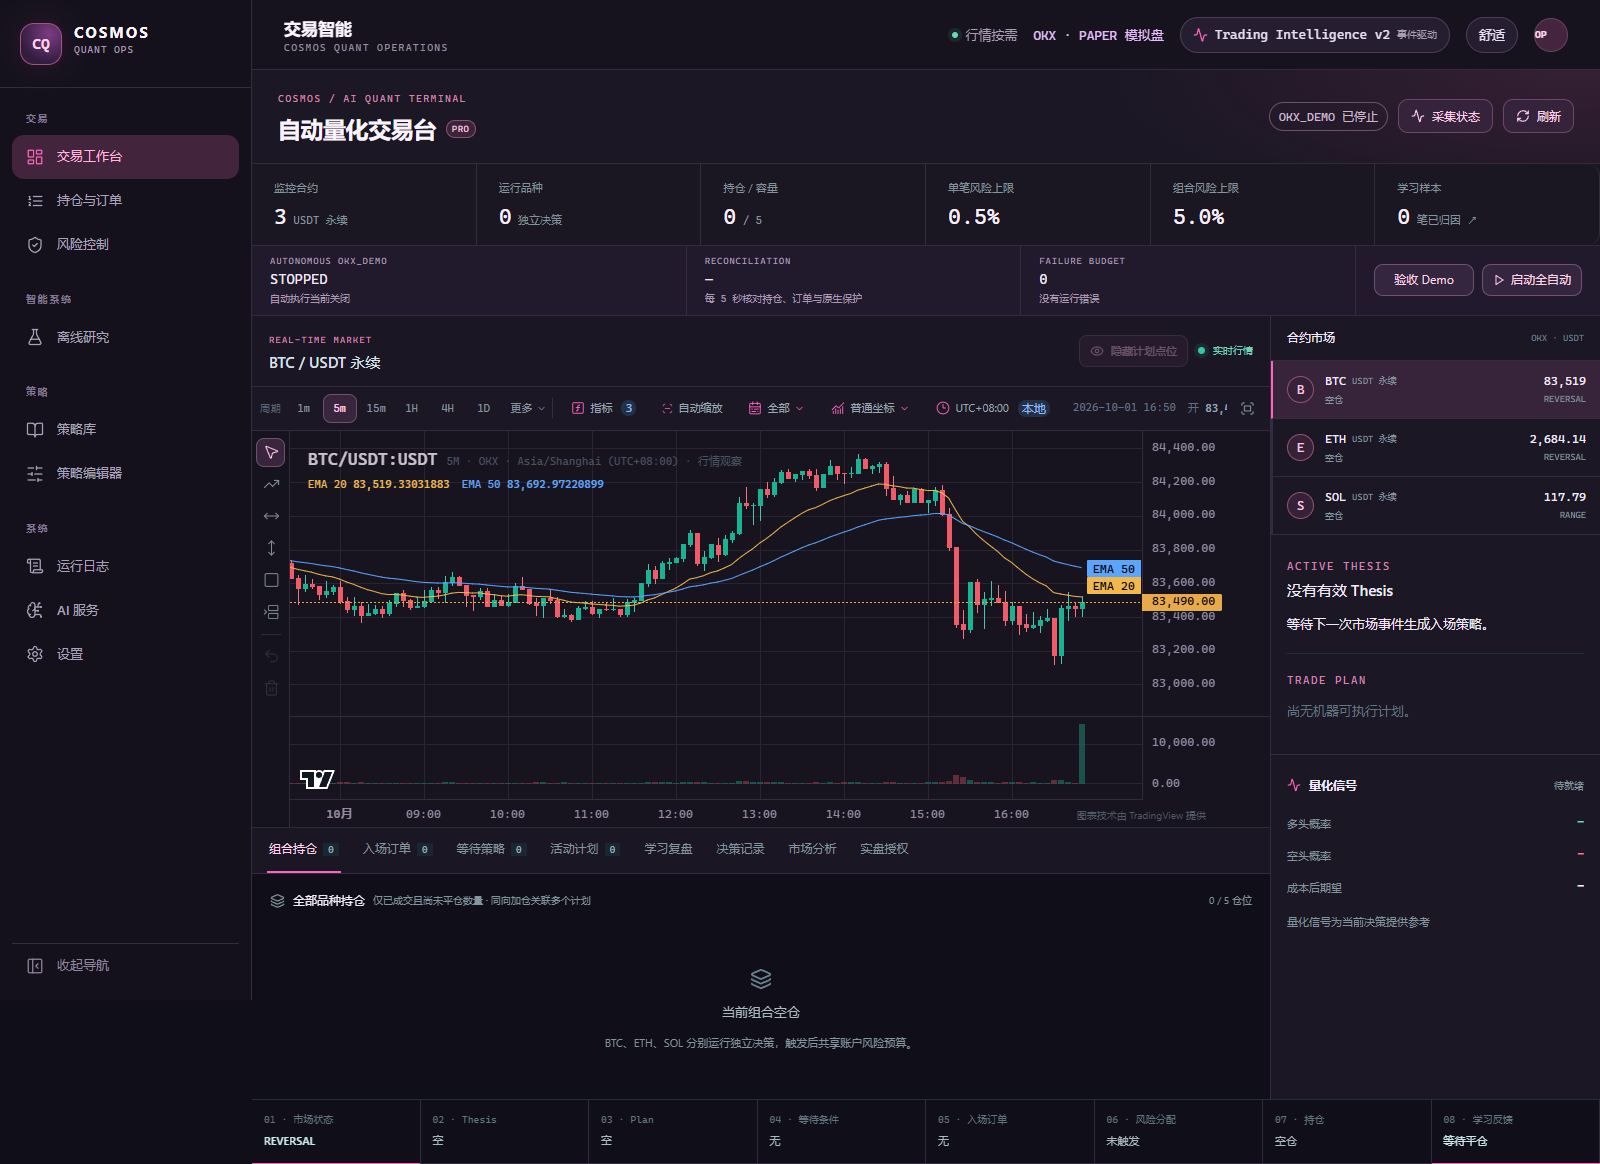 CQ
COSMOS
QUANT OPS
交易
交易工作台
持仓与订单
风险控制
智能系统
离线研究
策略
策略库
策略编辑器
系统
运行日志
AI 服务
设置
收起导航
交易智能
COSMOS QUANT OPERATIONS
行情按需
OKX · PAPER 模拟盘
Trading Intelligence v2 事件驱动
舒适
OP
COSMOS / AI QUANT TERMINAL
自动量化交易台 PRO
OKX_DEMO 已停止
采集状态
刷新
监控合约
3 USDT 永续
运行品种
0 独立决策
持仓 / 容量
0 / 5
单笔风险上限
0.5%
组合风险上限
5.0%
学习样本
0 笔已归因 ↗
AUTONOMOUS OKX_DEMO
STOPPED
自动执行当前关闭
RECONCILIATION
—
每 5 秒核对持仓、订单与原生保护
FAILURE BUDGET
0
没有运行错误
验收 Demo
启动全自动
REAL-TIME MARKET
BTC / USDT 永续
隐藏计划点位
实时行情
周期 1m 5m 15m 1H 4H 1D 更多 指标 3 自动缩放 全部 普通坐标 UTC+08:00 本地 2026-10-01 16:50 开 83,4
BTC/USDT:USDT 5M · OKX · Asia/Shanghai (UTC+08:00) · 行情观察
EMA 20 83,519.33031883 EMA 50 83,692.97220899
84,400.00
84,200.00
84,000.00
83,800.00
EMA 50
83,600.00
EMA 20
83,490.00
83,400.00
83,200.00
83,000.00
10,000.00
0.00
10月 09:00 10:00 11:00 12:00 13:00 14:00 15:00 16:00
图表技术由 TradingView 提供
组合持仓 0
入场订单 0
等待策略 0
活动计划 0
学习复盘
决策记录
市场分析
实盘授权
全部品种持仓 仅已成交且尚未平仓数量 · 同向加仓关联多个计划
0 / 5 仓位
当前组合空仓
BTC、ETH、SOL 分别运行独立决策，触发后共享账户风险预算。
合约市场
OKX · USDT
B
BTC USDT 永续
空仓
83,519
REVERSAL
E
ETH USDT 永续
空仓
2,684.14
REVERSAL
S
SOL USDT 永续
空仓
117.79
RANGE
ACTIVE THESIS
没有有效 Thesis
等待下一次市场事件生成入场策略。
TRADE PLAN
尚无机器可执行计划。
量化信号
待就绪
多头概率 —
空头概率 —
成本后期望 —
量化信号为当前决策提供参考
01 · 市场状态
REVERSAL
02 · Thesis
空
03 · Plan
空
04 · 等待条件
无
05 · 入场订单
无
06 · 风险分配
未触发
07 · 持仓
空仓
08 · 学习反馈
等待平仓